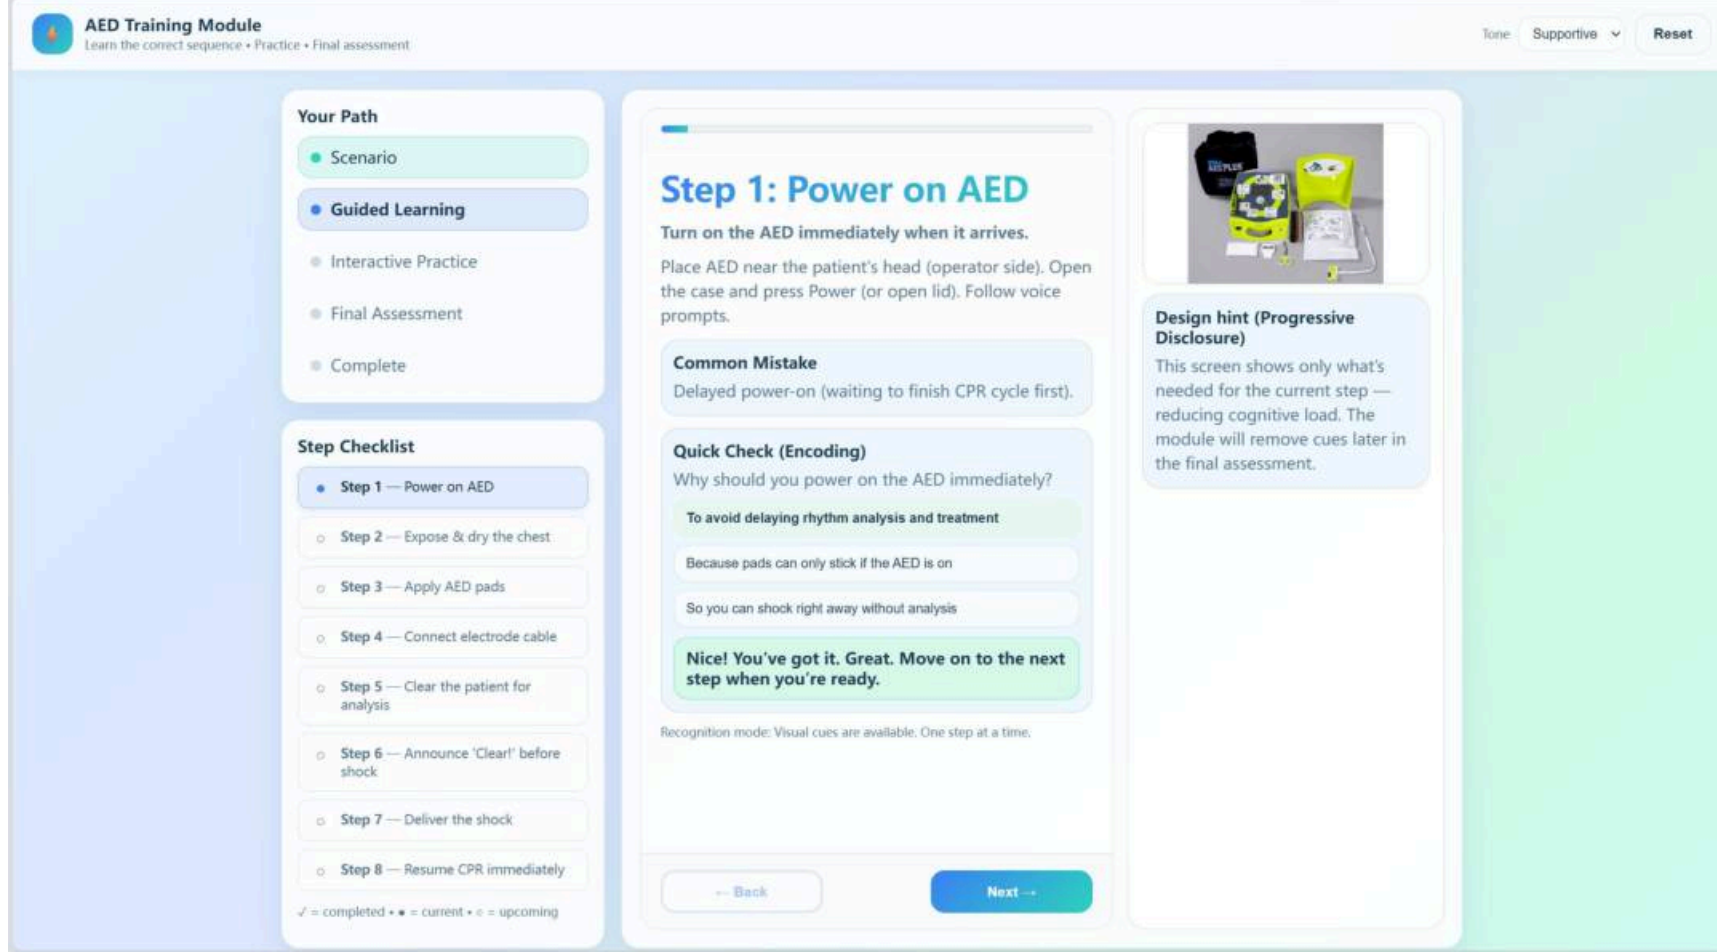 AED Training Module
Learn the correct sequence • Practice • Final assessment
Tone
Supportive
Reset
Your Path
Scenario
Guided Learning
Interactive Practice
Final Assessment
Complete
Step Checklist
Step 1 — Power on AED
Step 2 — Expose & dry the chest
Step 3 — Apply AED pads
Step 4 — Connect electrode cable
Step 5 — Clear the patient for
analysis
Step 6 — Announce 'Clear!' before
shock
Step 7 — Deliver the shock
Step 8 — Resume CPR immediately
✓ = completed • ● = current • ○ = upcoming
Step 1: Power on AED
Turn on the AED immediately when it arrives.
Place AED near the patient's head (operator side). Open
the case and press Power (or open lid). Follow voice
prompts.
Common Mistake
Delayed power-on (waiting to finish CPR cycle first).
Quick Check (Encoding)
Why should you power on the AED immediately?
To avoid delaying rhythm analysis and treatment
Because pads can only stick if the AED is on
So you can shock right away without analysis
Nice! You've got it. Great. Move on to the next
step when you're ready.
Recognition mode: Visual cues are available. One step at a time.
← Back
Next →
AED PLUS
Design hint (Progressive
Disclosure)
This screen shows only what's
needed for the current step —
reducing cognitive load. The
module will remove cues later in
the final assessment.